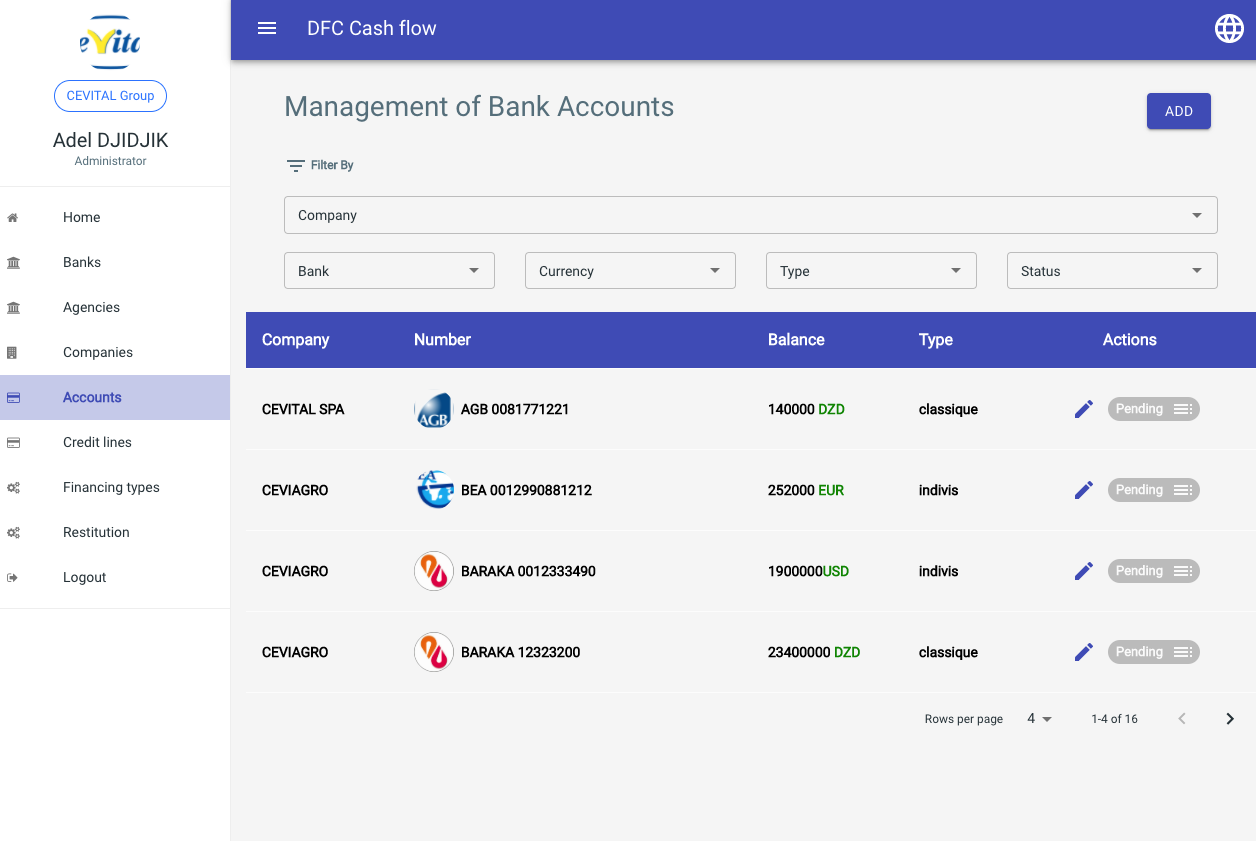 eVita
CEVITAL Group
Adel DJIDJIK
Administrator
Home
Banks
Agencies
Companies
Accounts
Credit lines
Financing types
Restitution
Logout
DFC Cash flow
Management of Bank Accounts
ADD
Filter By
Company
Bank Currency Type Status
Company Number Balance Type Actions
CEVITAL SPA AGB AGB 0081771221 140000 DZD classique Pending
CEVIAGRO BEA 0012990881212 252000 EUR indivis Pending
CEVIAGRO BARAKA 0012333490 1900000USD indivis Pending
CEVIAGRO BARAKA 12323200 23400000 DZD classique Pending
Rows per page 4 1-4 of 16